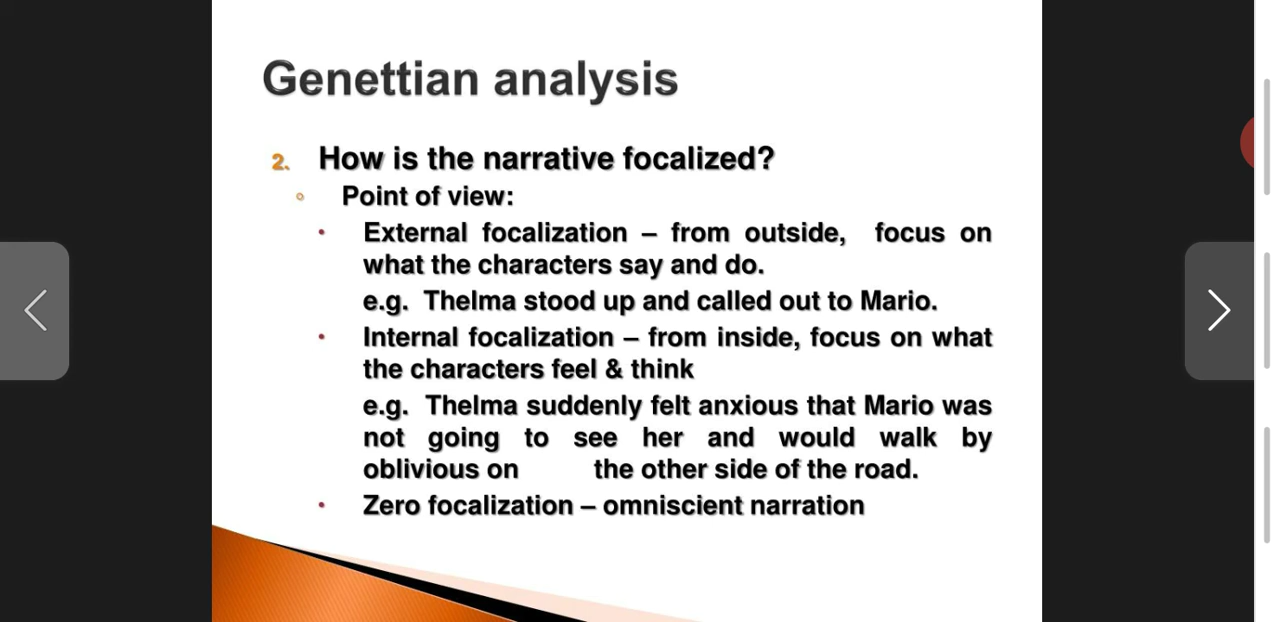 Genettian analysis
2. How is the narrative focalized?
Point of view:
External focalization – from outside, focus on
what the characters say and do.
e.g. Thelma stood up and called out to Mario.
Internal focalization – from inside, focus on what
the characters feel & think
e.g. Thelma suddenly felt anxious that Mario was
not going to see her and would walk by
oblivious on the other side of the road.
Zero focalization – omniscient narration